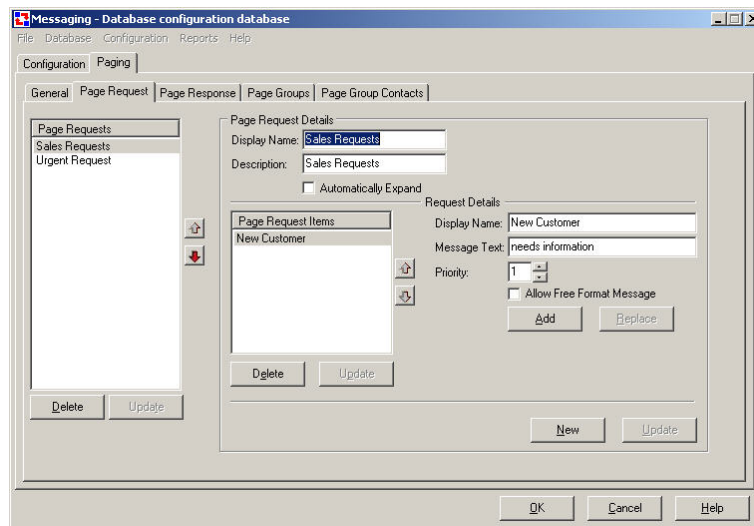 Messaging - Database configuration database
File Database Configuration Reports Help
Configuration Paging
General Page Request Page Response Page Groups Page Group Contacts
Page Requests
Sales Requests
Urgent Request
Delete Update
Page Request Details
Display Name: Sales Requests
Description: Sales Requests
Automatically Expand
Page Request Items
New Customer
Delete Update
Request Details
Display Name: New Customer
Message Text: needs information
Priority: 1
Allow Free Format Message
Add Replace
New Update
OK Cancel Help